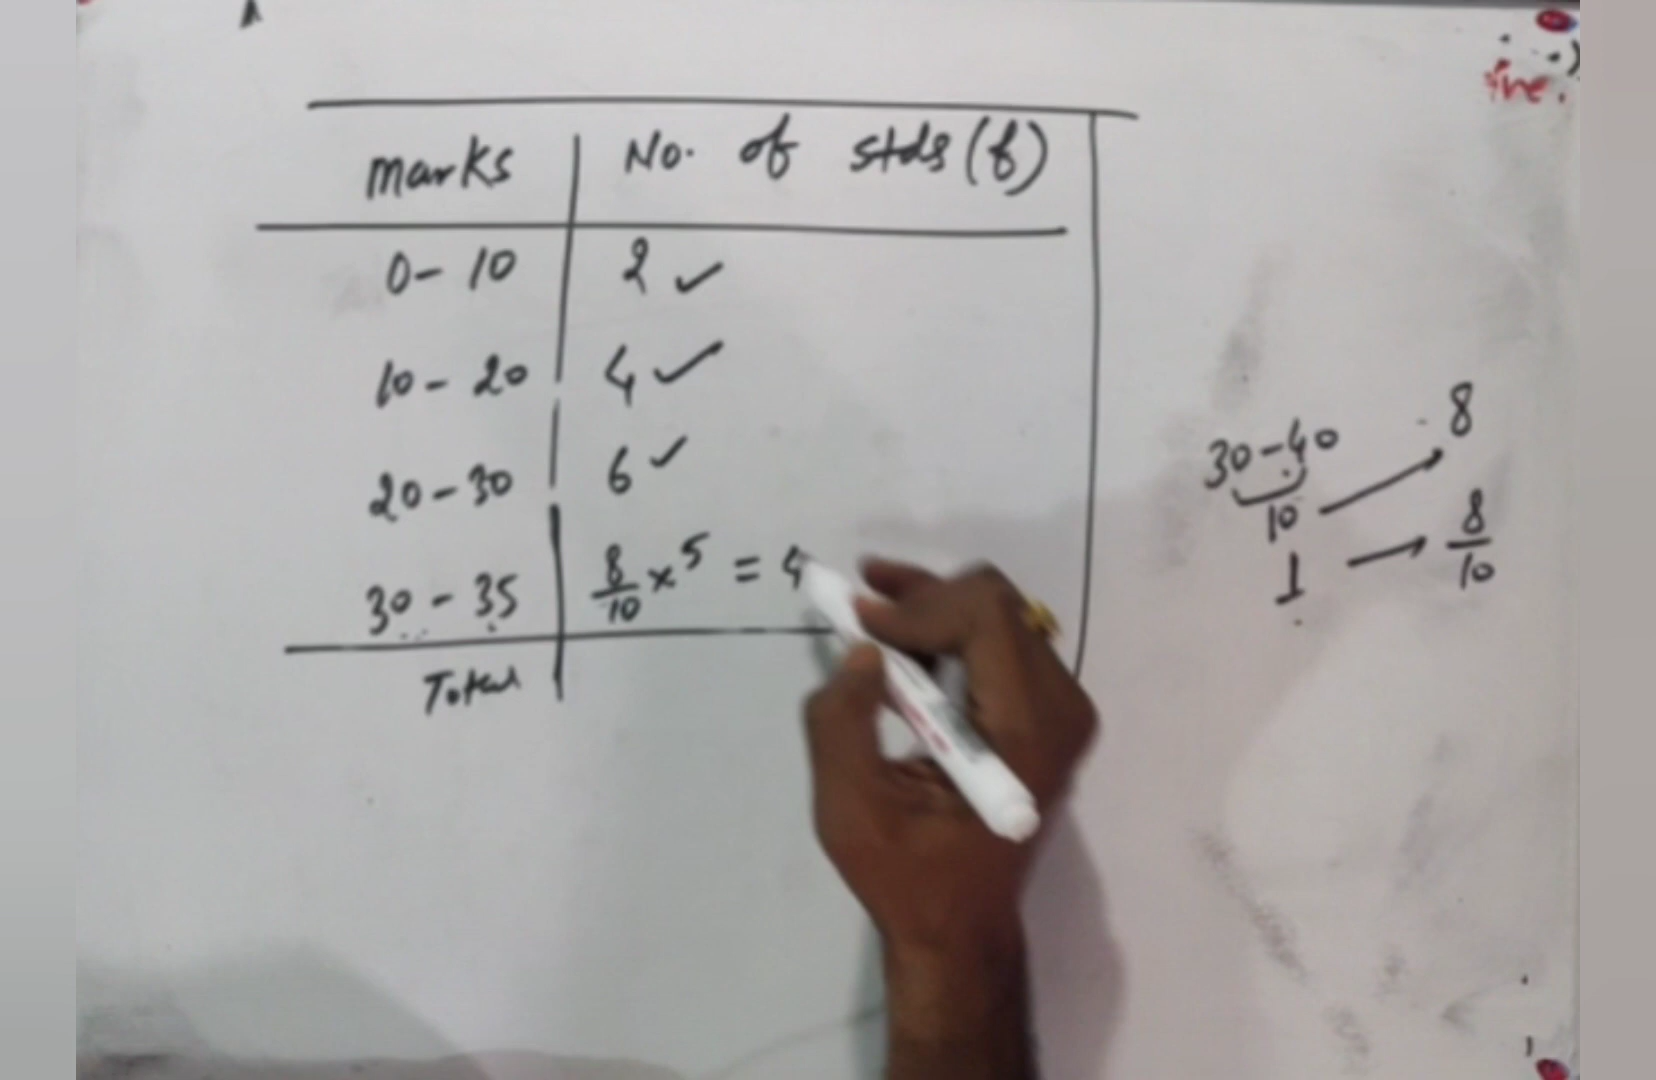 marks No. of stds (f)
0 - 10 2 ✓
10 - 20 4 ✓
20 - 30 6 ✓
30 - 35 8/10 × 5 = 4
Total
30 - 40 8
10
1 → 8/10